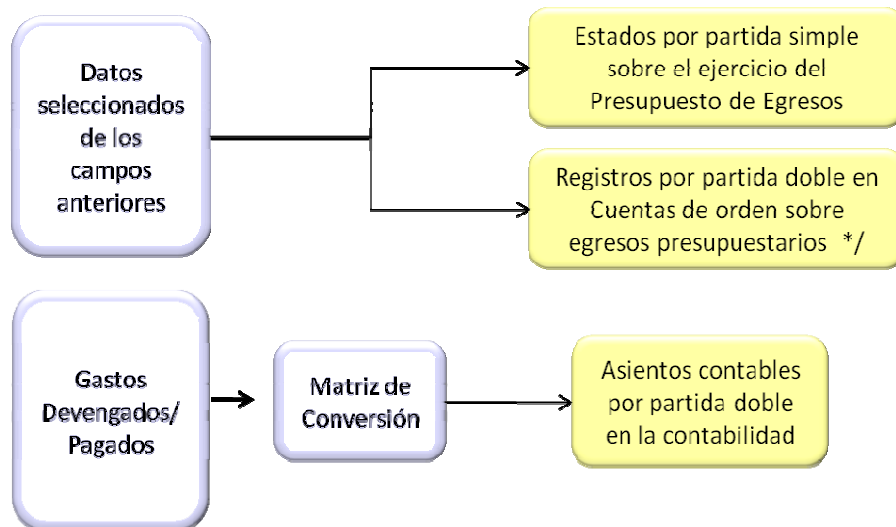 Datos
seleccionados
de los
campos
anteriores
Estados por partida simple
sobre el ejercicio del
Presupuesto de Egresos
Registros por partida doble en
Cuentas de orden sobre
egresos presupuestarios */
Gastos
Devengados/
Pagados
Matriz de
Conversión
Asientos contables
por partida doble
en la contabilidad